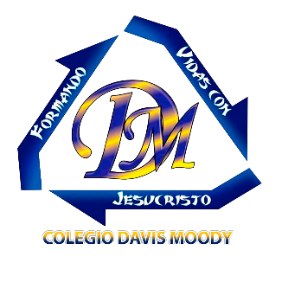 FORMANDO
VIDAS CON
JESUCRISTO
DM
COLEGIO DAVIS MOODY